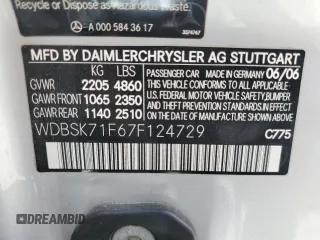 Recycle Dispose as Hazardous Waste.
A 000 584 36 17
MFD. BY DAIMLERCHRYSLER AG STUTTGART
KG LBS
MADE IN GERMANY 06/06
GVWR 2205 4860
GAWR FRONT 1065 2350
GAWR REAR 1140 2510
THIS VEHICLE CONFORMS TO ALL
APPLICABLE U.S. FEDERAL MOTOR
VEHICLE SAFETY, BUMPER, AND
THEFT PREVENTION STANDARDS IN
EFFECT ON THE DATE OF
MANUFACTURE SHOWN ABOVE.
WDBSK71F67F124729
C775
PASSENGER CAR
DREAMBID